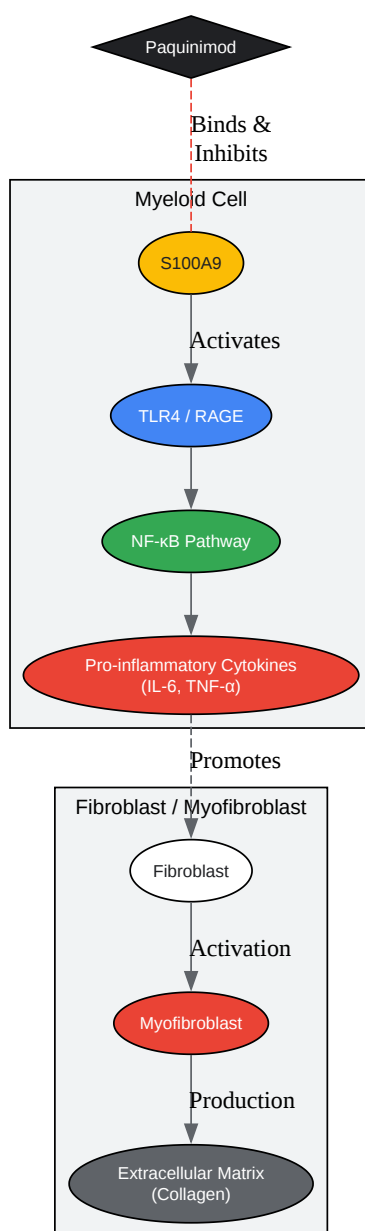 Paquinimod
Binds &
Inhibits
Myeloid Cell
S100A9
Activates
TLR4 / RAGE
NF-κB Pathway
Pro-inflammatory Cytokines
(IL-6, TNF-α)
Promotes
Fibroblast / Myofibroblast
Fibroblast
Activation
Myofibroblast
Production
Extracellular Matrix
(Collagen)